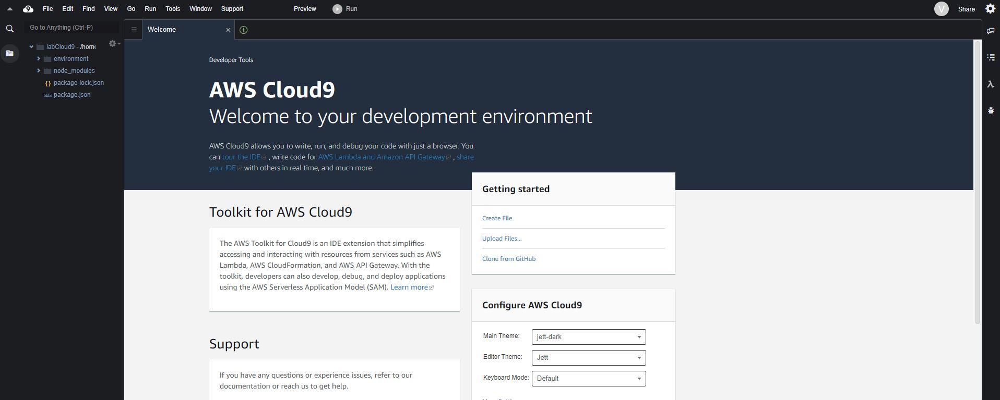 File Edit Find View Go Run Tools Window Support Preview Run V Share
Go to Anything (Ctrl-P)
labCloud9 - /home
environment
node_modules
package-lock.json
package.json
Welcome
Developer Tools
AWS Cloud9
Welcome to your development environment
AWS Cloud9 allows you to write, run, and debug your code with just a browser. You
can tour the IDE , write code for AWS Lambda and Amazon API Gateway , share
your IDE with others in real time, and much more.
Toolkit for AWS Cloud9
The AWS Toolkit for Cloud9 is an IDE extension that simplifies
accessing and interacting with resources from services such as AWS
Lambda, AWS CloudFormation, and AWS API Gateway. With the
toolkit, developers can also develop, debug, and deploy applications
using the AWS Serverless Application Model (SAM). Learn more
Support
If you have any questions or experience issues, refer to our
documentation or reach us to get help.
Getting started
Create File
Upload Files...
Clone from GitHub
Configure AWS Cloud9
Main Theme: jett-dark
Editor Theme: Jett
Keyboard Mode: Default